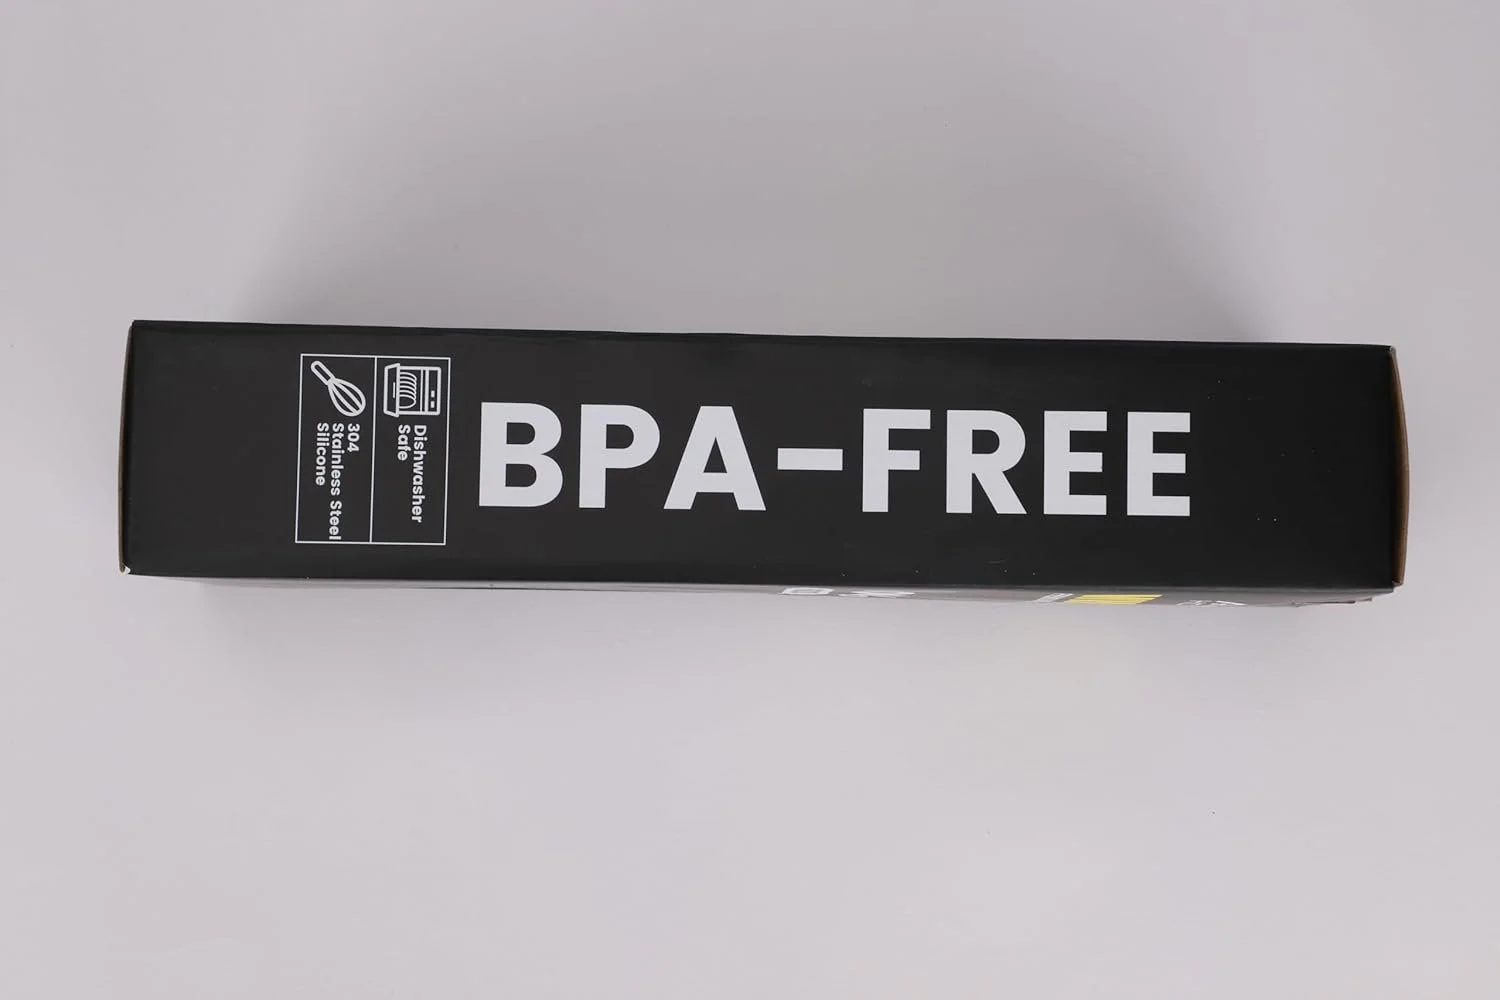 BPA-FREE
Dishwasher
Safe
304
Stainless Steel
Silicone